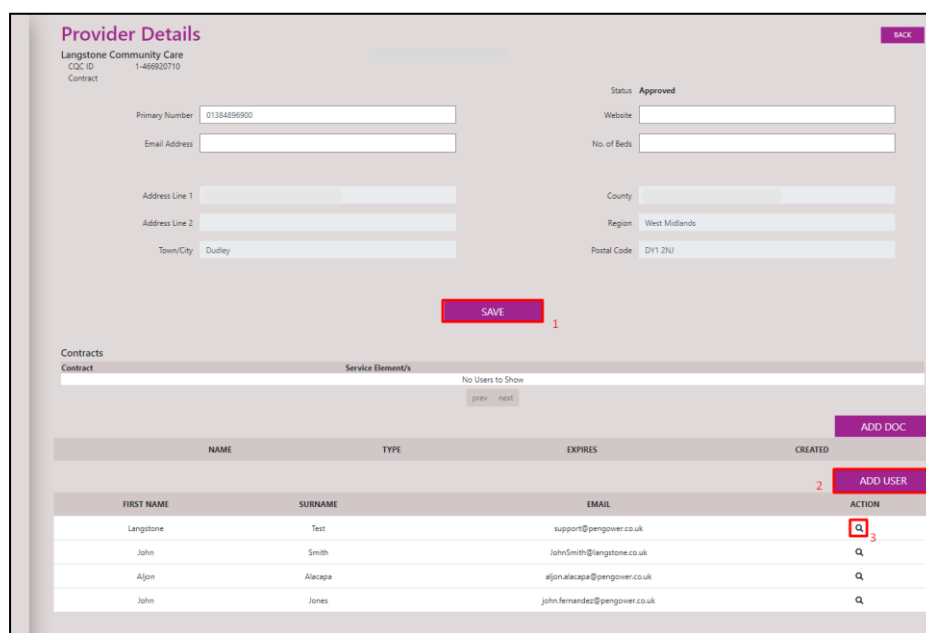 Provider Details
BACK
Langstone Community Care
CQC ID 1-466920710
Contract
Status Approved
Primary Number 01384896900 Website
Email Address No. of Beds
Address Line 1 County
Address Line 2 Region West Midlands
Town/City Dudley Postal Code DY1 2NJ
SAVE
1
Contracts
Contract Service Element/s
No Users to Show
prev next
ADD DOC
NAME TYPE EXPIRES CREATED
2 ADD USER
FIRST NAME SURNAME EMAIL ACTION
Langstone Test support@pengower.co.uk
3
John Smith JohnSmith@langstone.co.uk
Aljon Alacapa aljon.alacapa@pengower.co.uk
John Jones john.fernandez@pengower.co.uk